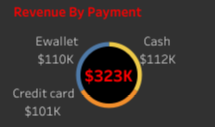 Revenue By Payment
Ewallet
$110K
Cash
$112K
$323K
Credit card
$101K